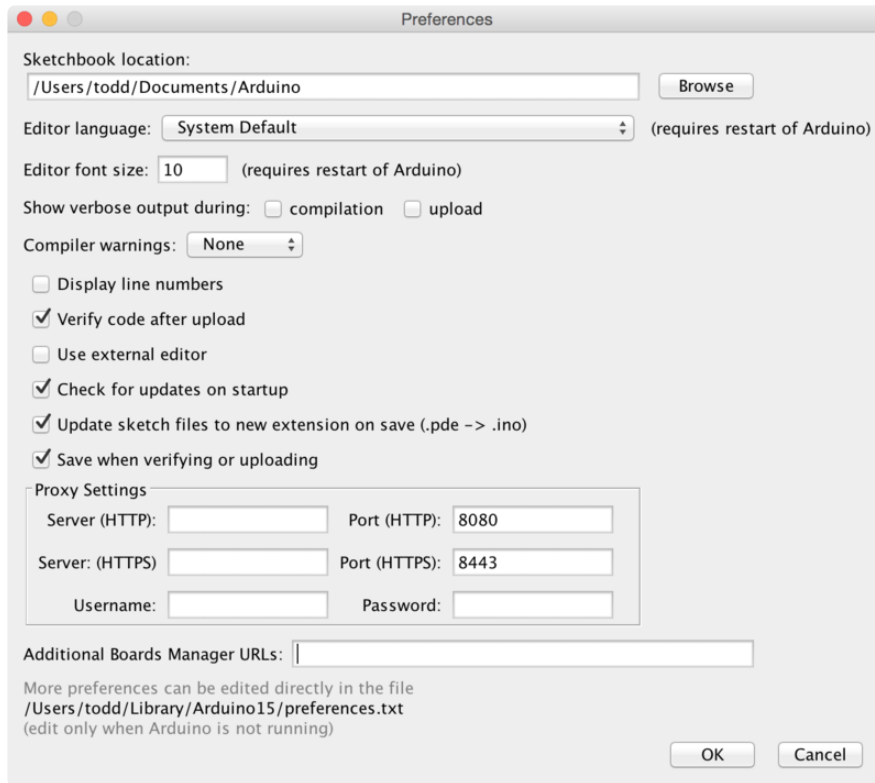 Preferences
Sketchbook location:
/Users/todd/Documents/Arduino Browse
Editor language: System Default (requires restart of Arduino)
Editor font size: 10 (requires restart of Arduino)
Show verbose output during: compilation upload
Compiler warnings: None
Display line numbers
Verify code after upload
Use external editor
Check for updates on startup
Update sketch files to new extension on save (.pde -> .ino)
Save when verifying or uploading
Proxy Settings
Server (HTTP): Port (HTTP): 8080
Server: (HTTPS) Port (HTTPS): 8443
Username: Password:
Additional Boards Manager URLs:
More preferences can be edited directly in the file
/Users/todd/Library/Arduino15/preferences.txt
(edit only when Arduino is not running)
OK Cancel